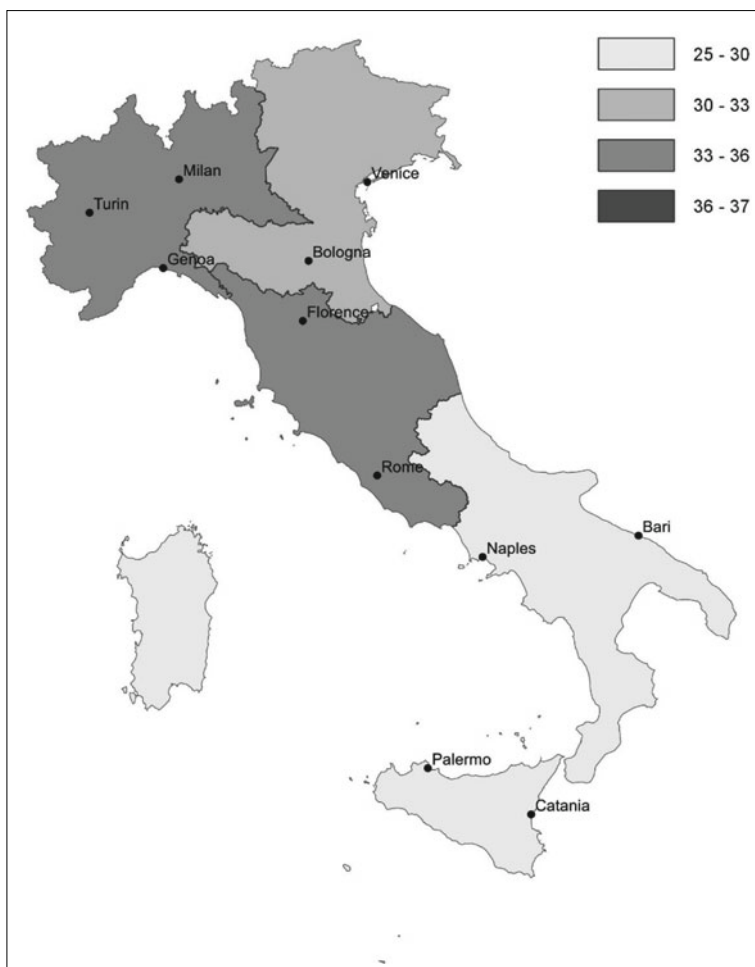 25 - 30
30 - 33
33 - 36
36 - 37
Milan
Venice
Turin
Genoa
Bologna
Florence
Rome
Naples
Bari
Palermo
Catania